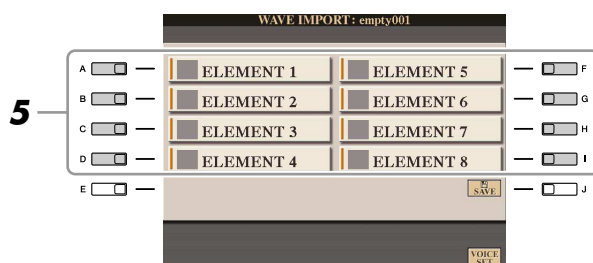 WAVE IMPORT: empty001
5
A ELEMENT 1 ELEMENT 5 F
B ELEMENT 2 ELEMENT 6 G
C ELEMENT 3 ELEMENT 7 H
D ELEMENT 4 ELEMENT 8 I
E SAVE J
VOICE
SET